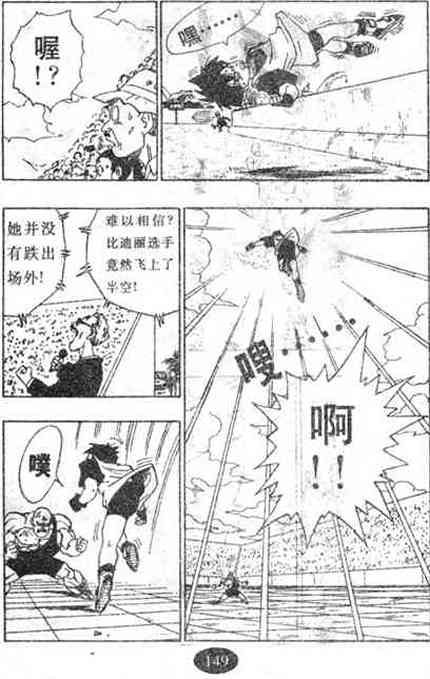 嘿……
喔
!?
嗖……
啊
!!
难以相信?
比迪丽选手
竟然飞上了
半空!
她并没
有跌出
场外!
噗
149